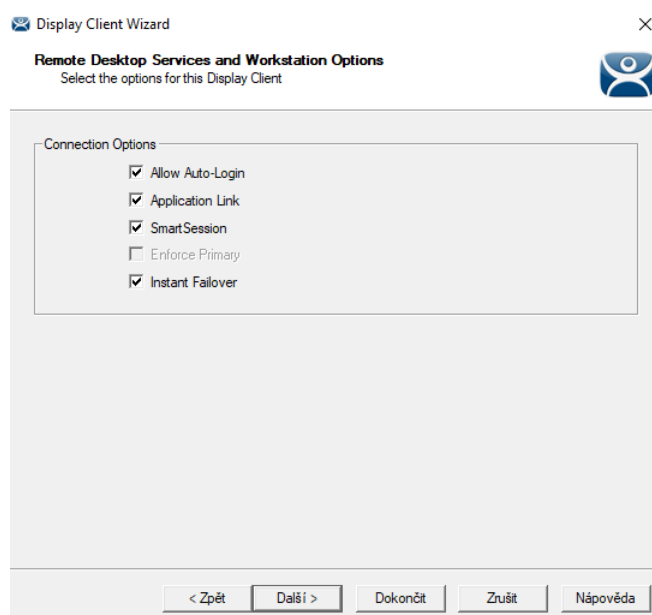 Display Client Wizard
Remote Desktop Services and Workstation Options
Select the options for this Display Client
Connection Options
Allow Auto-Login
Application Link
SmartSession
Enforce Primary
Instant Failover
< Zpět Další > Dokončit Zrušit Nápověda